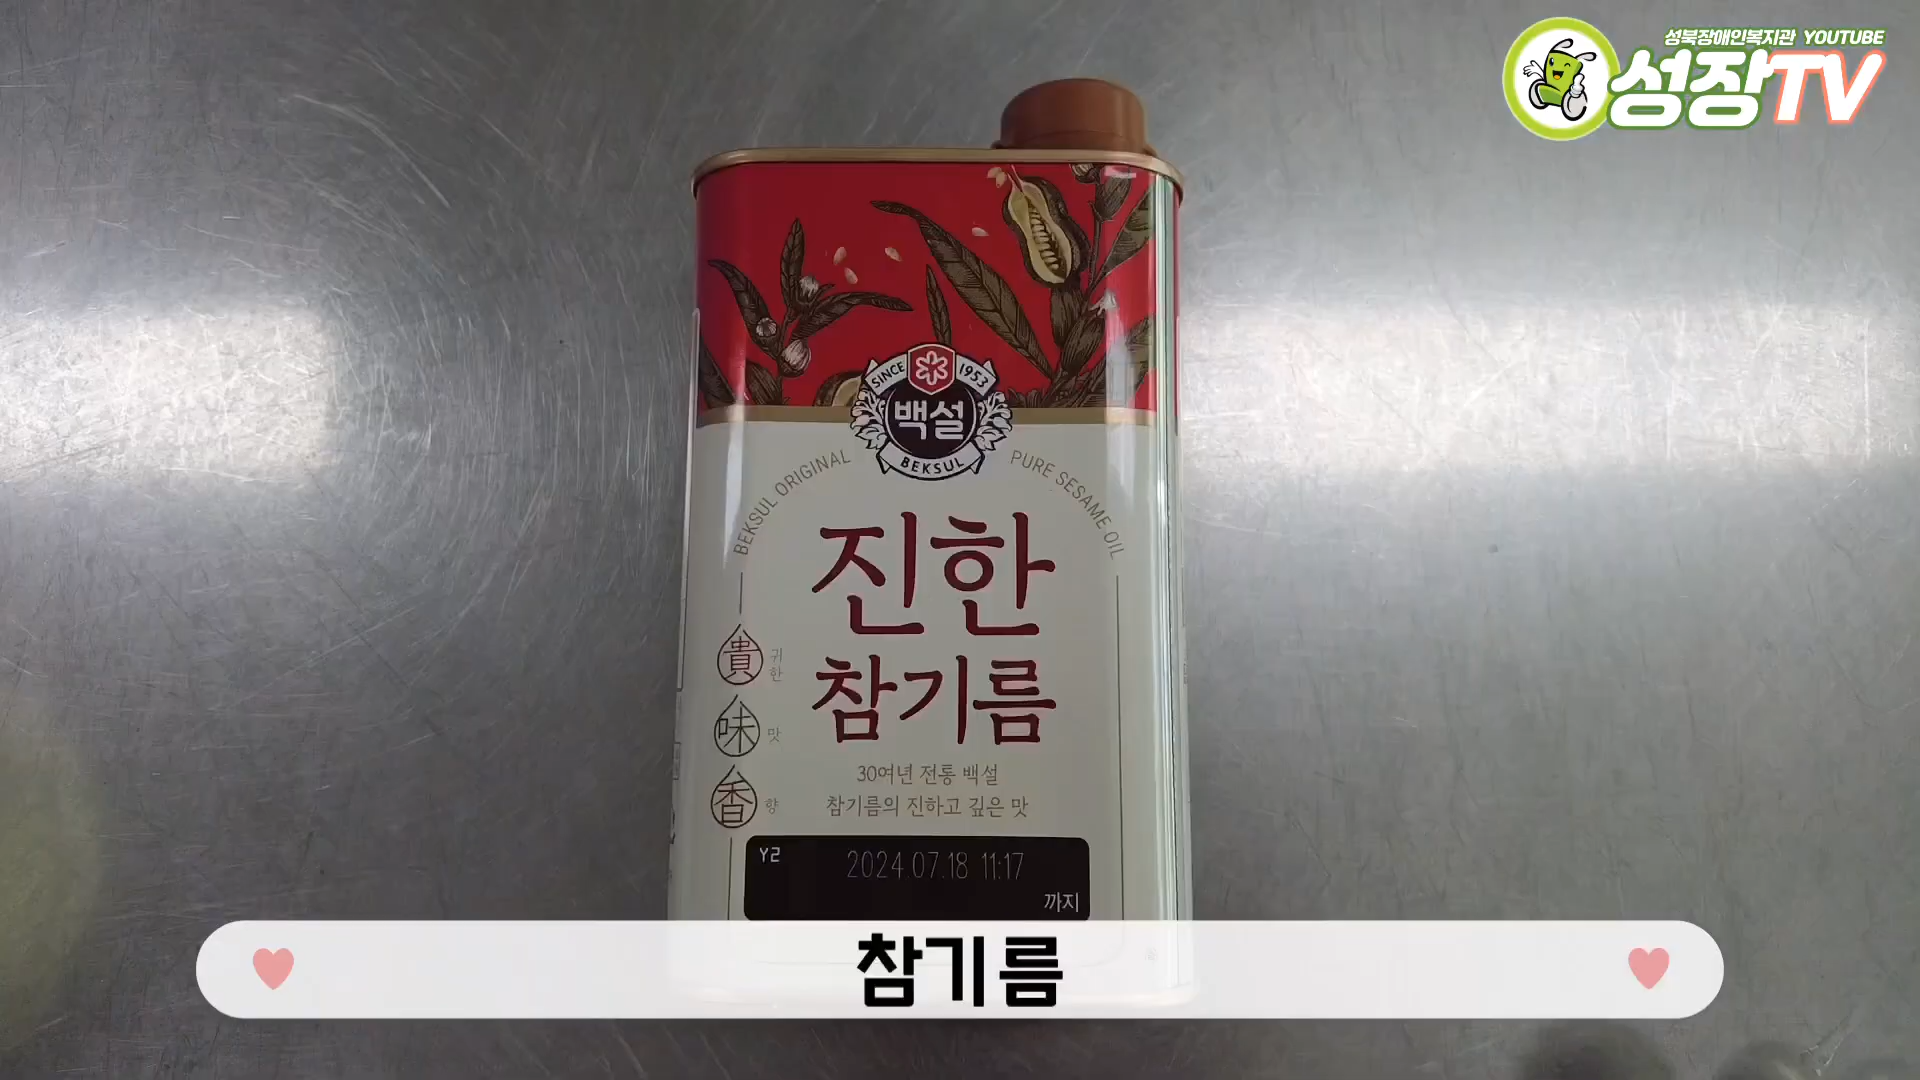 성북장애인복지관 YOUTUBE
성장TV
SINCE 1953
백설
BEKSUL
BEKSUL ORIGINAL PURE SESAME OIL
진한
참기름
貴 귀한
味 맛
香 향
30여년 전통 백설
참기름의 진하고 깊은 맛
Y2 2024.07.18 11:17
까지
참기름